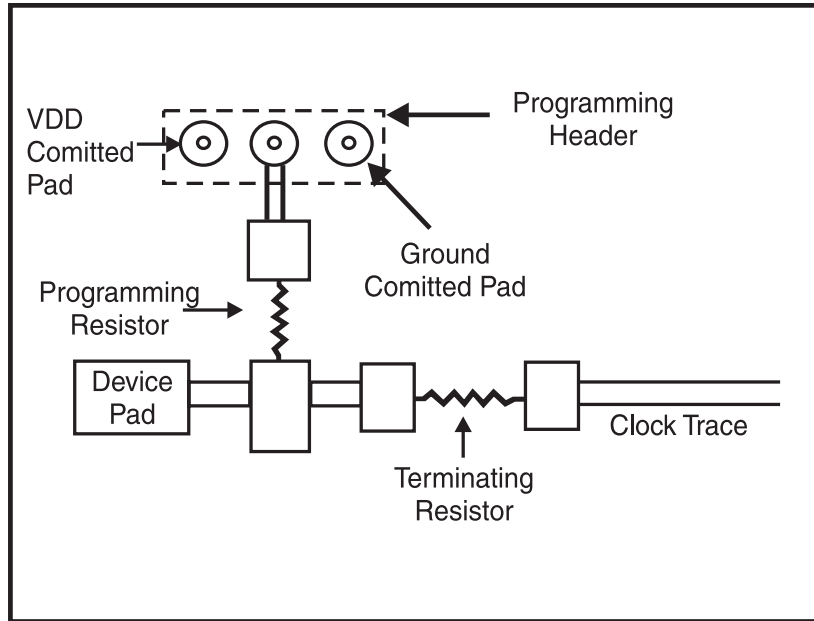 VDD
Comitted
Pad
Programming
Header
Ground
Comitted Pad
Programming
Resistor
Device
Pad
Clock Trace
Terminating
Resistor